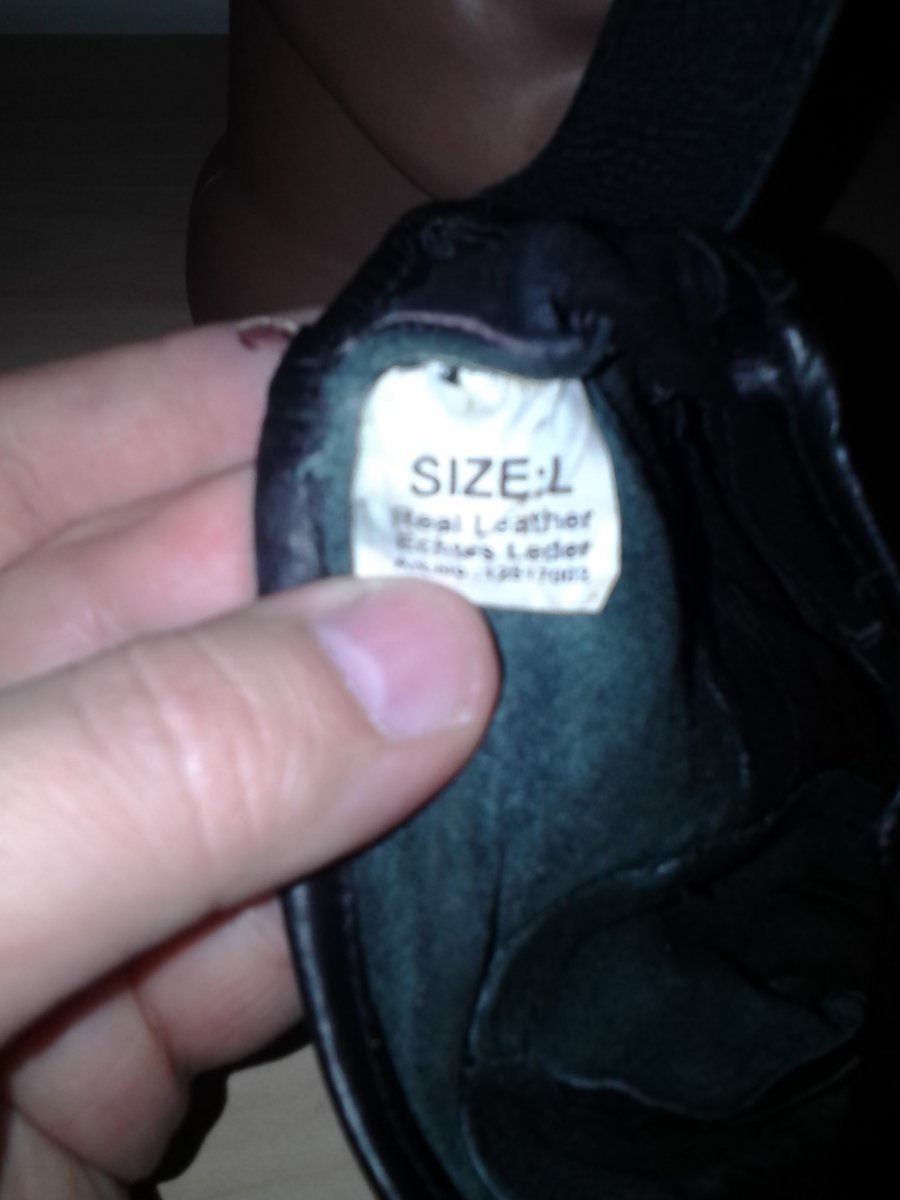 SIZE:L
Real Leather
Echtes Leder